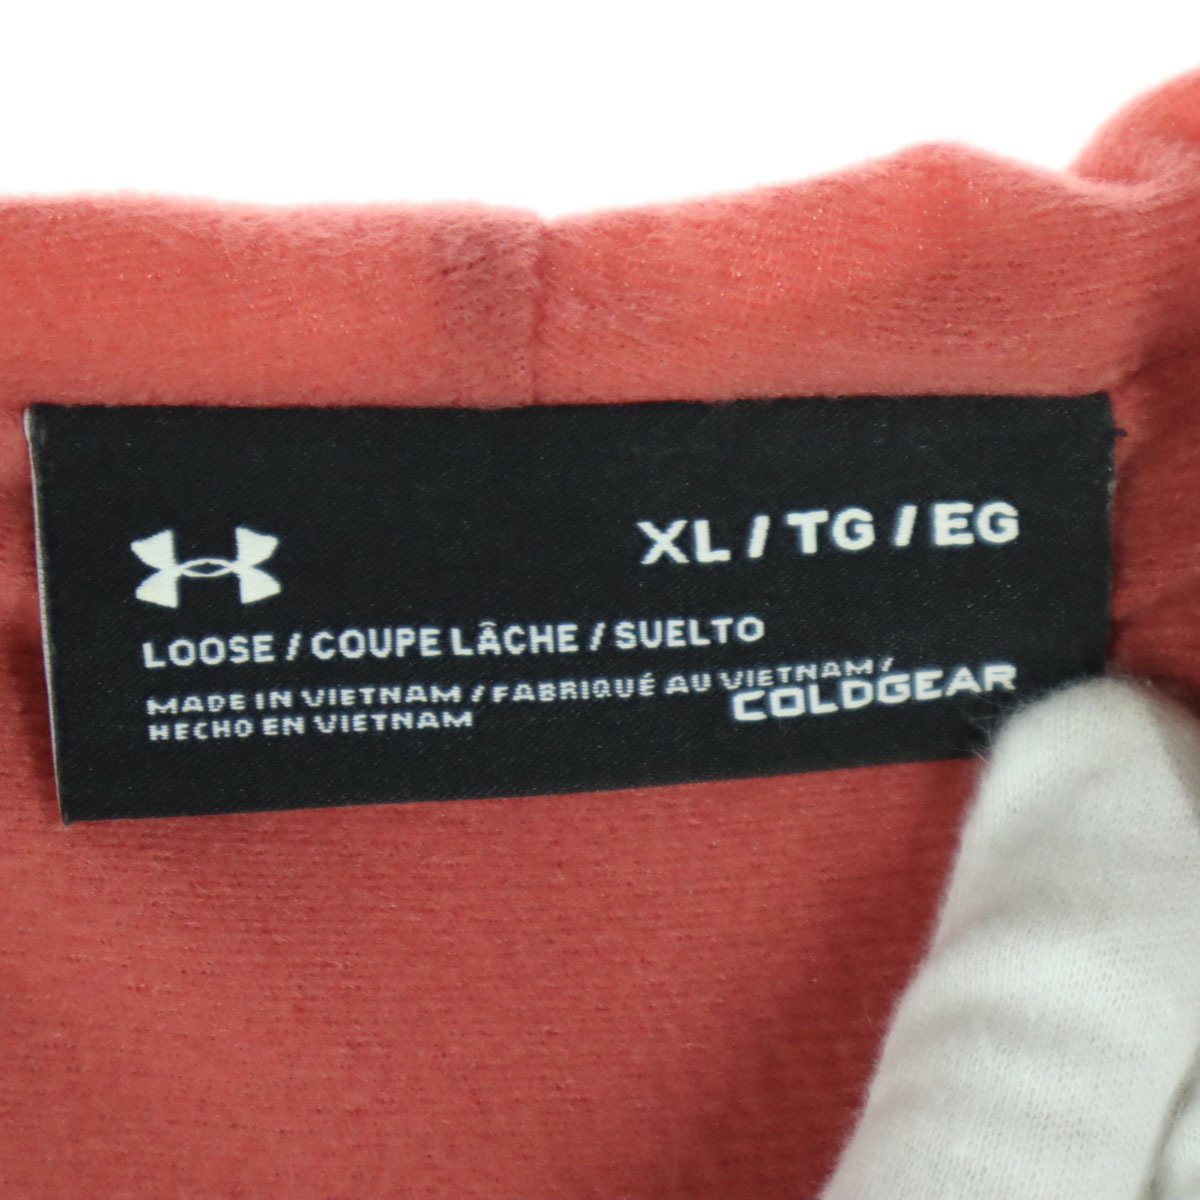 XL / TG / EG
LOOSE / COUPE LÂCHE / SUELTO
MADE IN VIETNAM / FABRIQUÉ AU VIETNAM /
HECHO EN VIETNAM
COLDGEAR